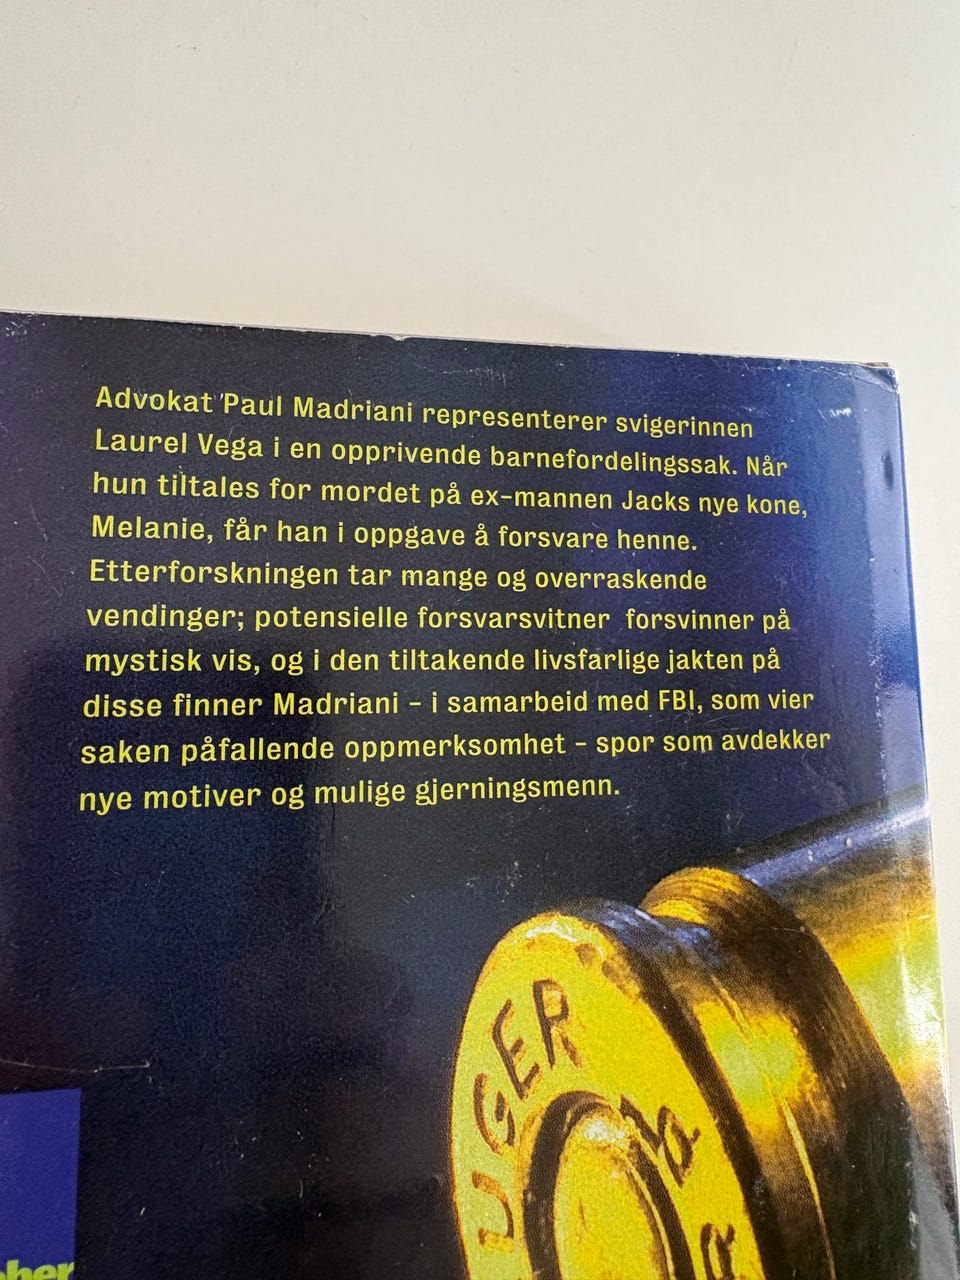 Advokat Paul Madriani representerer svigerinnen
Laurel Vega i en opprivende barnefordelingssak. Når
hun tiltales for mordet på ex-mannen Jacks nye kone,
Melanie, får han i oppgave å forsvare henne.
Etterforskningen tar mange og overraskende
vendinger; potensielle forsvarsvitner forsvinner på
mystisk vis, og i den tiltakende livsfarlige jakten på
disse finner Madriani – i samarbeid med FBI, som vier
saken påfallende oppmerksomhet – spor som avdekker
nye motiver og mulige gjerningsmenn.
UGER